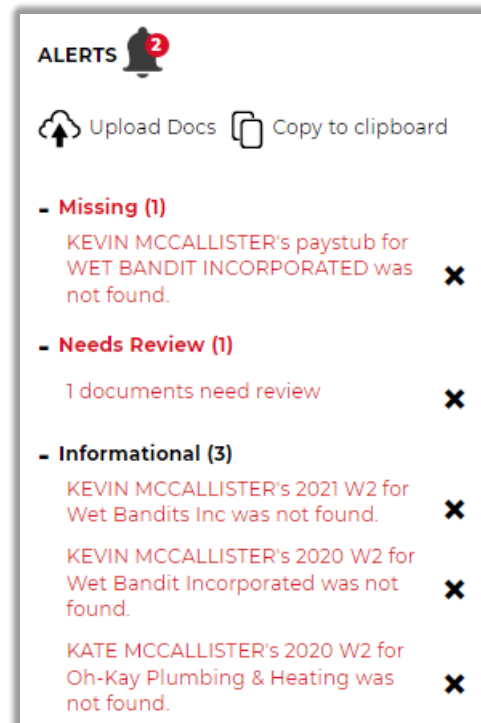 ALERTS 2
Upload Docs Copy to clipboard
- Missing (1)
KEVIN MCCALLISTER's paystub for
WET BANDIT INCORPORATED was
not found.
- Needs Review (1)
1 documents need review
- Informational (3)
KEVIN MCCALLISTER's 2021 W2 for
Wet Bandits Inc was not found.
KEVIN MCCALLISTER's 2020 W2 for
Wet Bandit Incorporated was not
found.
KATE MCCALLISTER's 2020 W2 for
Oh-Kay Plumbing & Heating was
not found.